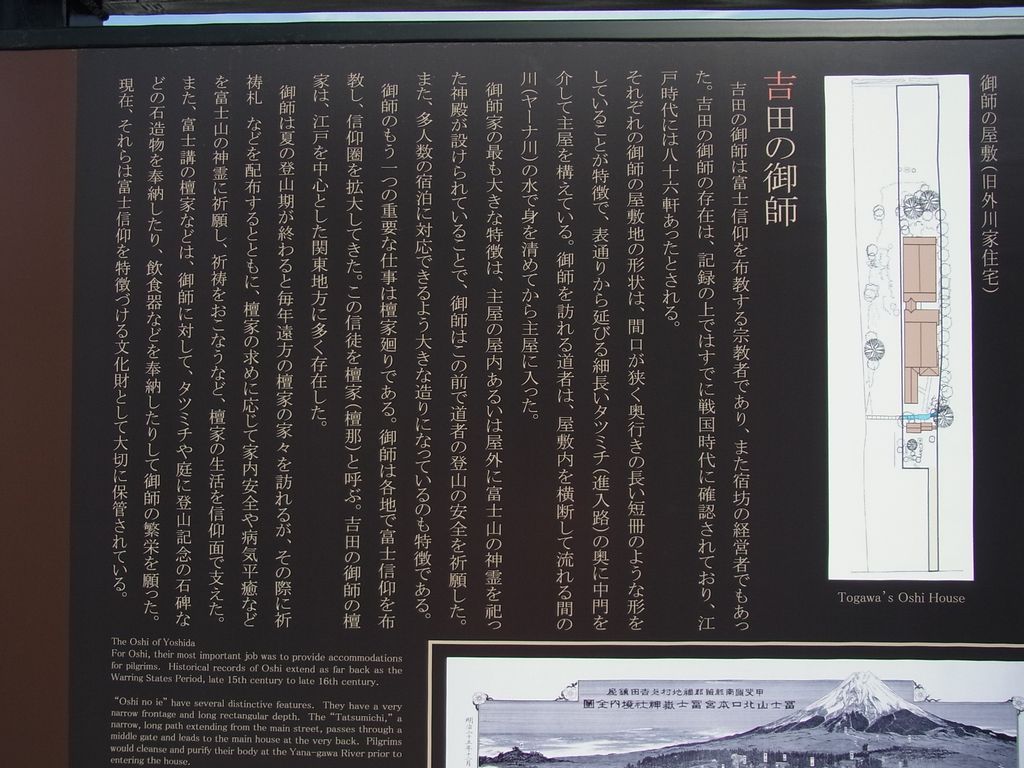 御師の屋敷（旧外川家住宅）
Togawa's Oshi House
吉田の御師
吉田の御師は富士信仰を布教する宗教者であり、また宿坊の経営者でもあっ
た。吉田の御師の存在は、記録の上ではすでに戦国時代に確認されており、江
戸時代には八十六軒あったとされる。
それぞれの御師の屋敷地の形状は、間口が狭く奥行きの長い短冊のような形を
していることが特徴で、表通りから延びる細長いタツミチ（進入路）の奥に中門を
介して主屋を構えている。御師を訪れる道者は、屋敷内を横断して流れる間の
川（ヤーナ川）の水で身を清めてから主屋に入った。
御師家の最も大きな特徴は、主屋の屋内あるいは屋外に富士山の神霊を祀っ
た神殿が設けられていることで、御師はこの前で道者の登山の安全を祈願した。
また、多人数の宿泊に対応できるよう大きな造りになっているのも特徴である。
御師のもう一つの重要な仕事は檀家廻りである。御師は各地で富士信仰を布
教し、信仰圏を拡大してきた。この信徒を檀家（檀那）と呼ぶ。吉田の御師の檀
家は、江戸を中心とした関東地方に多く存在した。
御師は夏の登山期が終わると毎年遠方の檀家の家々を訪れるが、その際に祈
祷札 などを配布するとともに、檀家の求めに応じて家内安全や病気平癒など
を富士山の神霊に祈願し、祈祷をおこなうなど、檀家の生活を信仰面で支えた。
また、富士講の檀家などは、御師に対して、タツミチや庭に登山記念の石碑な
どの石造物を奉納したり、飲食器などを奉納したりして御師の繁栄を願った。
現在、それらは富士信仰を特徴づける文化財として大切に保管されている。
The Oshi of Yoshida
For Oshi, their most important job was to provide accommodations
for pilgrims. Historical records of Oshi extend as far back as the
Warring States Period, late 15th century to late 16th century.
"Oshi no ie" have several distinctive features. They have a very
narrow frontage and long rectangular depth. The "Tatsumichi," a
narrow, long path extending from the main street, passes through a
middle gate and leads to the main house at the very back. Pilgrims
would cleanse and purify their body at the Yana-gawa River prior to
entering the house.
圖全内境社神嶽士富宮本口北山士富